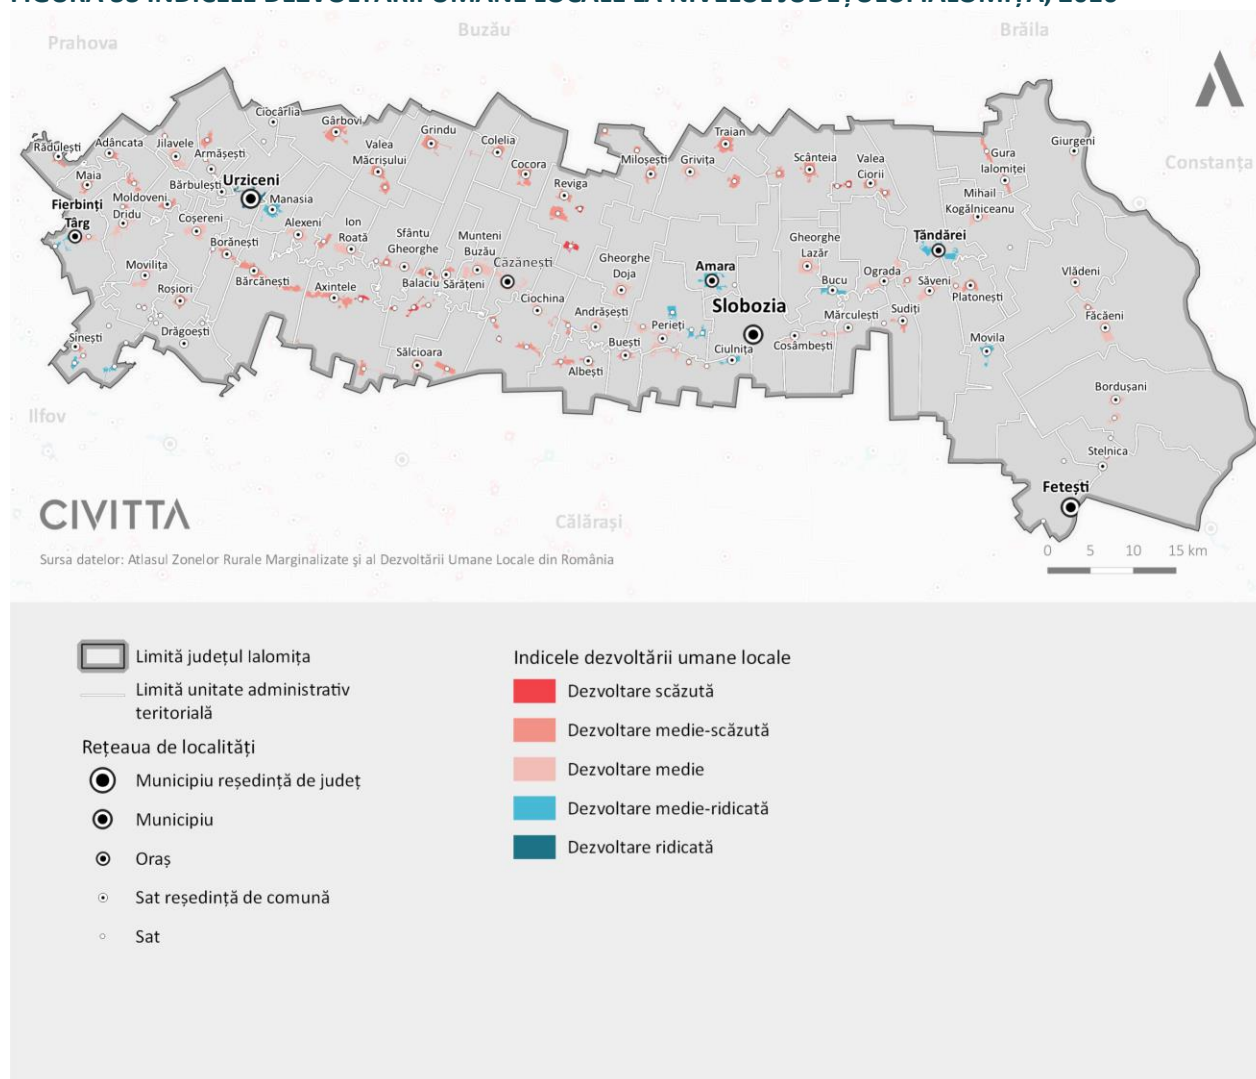 Buzău
Brăila
Prahova
Constanța
Ilfov
Călărași
Ciocârlia
Gârbovi
Grindu
Colelia
Traian
Giurgeni
Rădulești
Adâncata
Jilavele
Armășești
Valea
Măcrișului
Cocora
Miloșești
Grivița
Scânteia
Valea
Ciorii
Gura
Ialomiței
Maia
Bărbulești
Urziceni
Manasia
Reviga
Mihail
Kogălniceanu
Fierbinți
Târg
Moldoveni
Dridu
Coșereni
Alexeni
Ion
Roată
Sfântu
Gheorghe
Munteni
Buzău
Căzănești
Gheorghe
Doja
Amara
Gheorghe
Lazăr
Țăndărei
Borănești
Bărcănești
Movilița
Roșiori
Axintele
Balaciu
Sărățeni
Ciochina
Slobozia
Bucu
Ograda
Săveni
Platonești
Vlădeni
Sinești
Drăgoești
Andrășești
Perieți
Mărculești
Sudiți
Făcăeni
Sălcioara
Albești
Buești
Ciulnița
Cosâmbești
Movila
Bordușani
Stelnica
Fetești
CIVITTA
0 5 10 15 km
Sursa datelor: Atlasul Zonelor Rurale Marginalizate și al Dezvoltării Umane Locale din România
Limită județul Ialomița
Limită unitate administrativ
teritorială
Rețeaua de localități
Municipiu reședință de județ
Municipiu
Oraș
Sat reședință de comună
Sat
Indicele dezvoltării umane locale
Dezvoltare scăzută
Dezvoltare medie-scăzută
Dezvoltare medie
Dezvoltare medie-ridicată
Dezvoltare ridicată